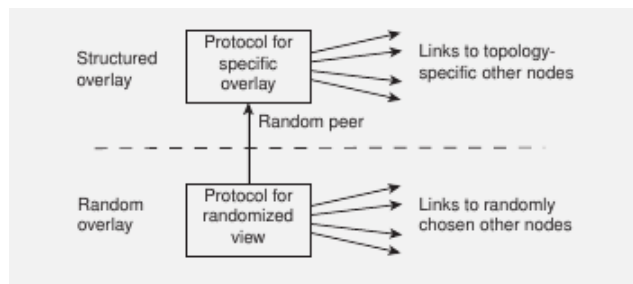 Structured
overlay
Protocol for
specific
overlay
Links to topology-
specific other nodes
Random peer
Random
overlay
Protocol for
randomized
view
Links to randomly
chosen other nodes